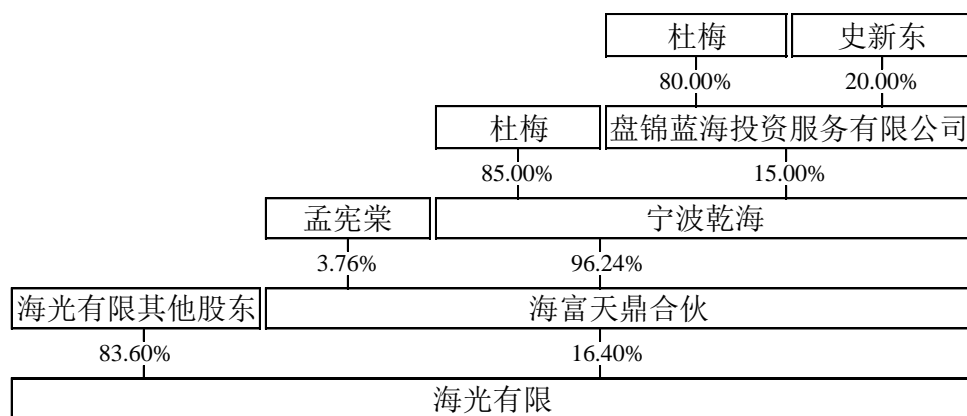 杜梅 史新东
80.00% 20.00%
杜梅 盘锦蓝海投资服务有限公司
85.00% 15.00%
孟宪棠 宁波乾海
3.76% 96.24%
海光有限其他股东 海富天鼎合伙
83.60% 16.40%
海光有限